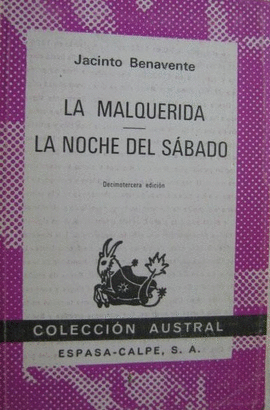 Jacinto Benavente
LA MALQUERIDA
LA NOCHE DEL SÁBADO
Decimotercera edición
COLECCIÓN AUSTRAL
ESPASA-CALPE, S. A.